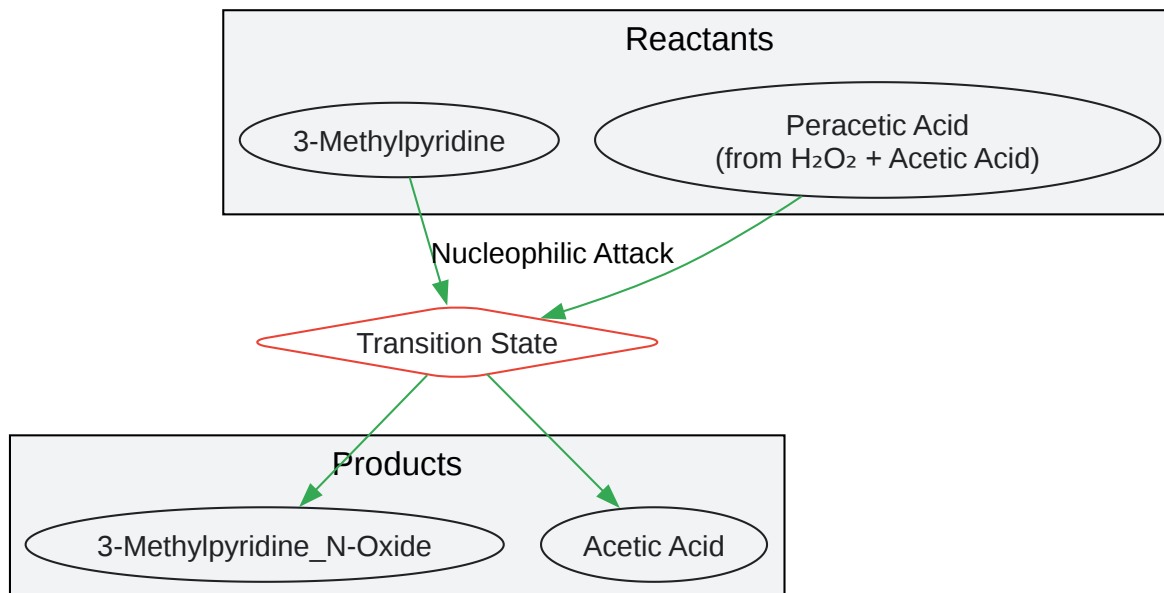 Reactants
3-Methylpyridine
Peracetic Acid
(from H₂O₂ + Acetic Acid)
Nucleophilic Attack
Transition State
Products
3-Methylpyridine_N-Oxide
Acetic Acid